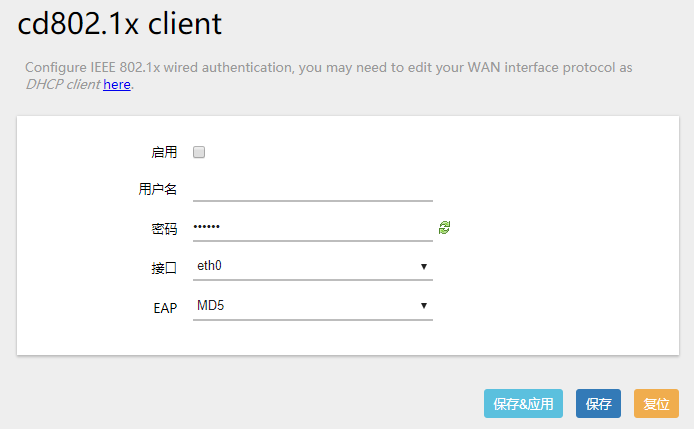 cd802.1x client
Configure IEEE 802.1x wired authentication, you may need to edit your WAN interface protocol as
DHCP client here.
启用
用户名
密码 ••••••
接口 eth0
EAP MD5
保存&应用 保存 复位